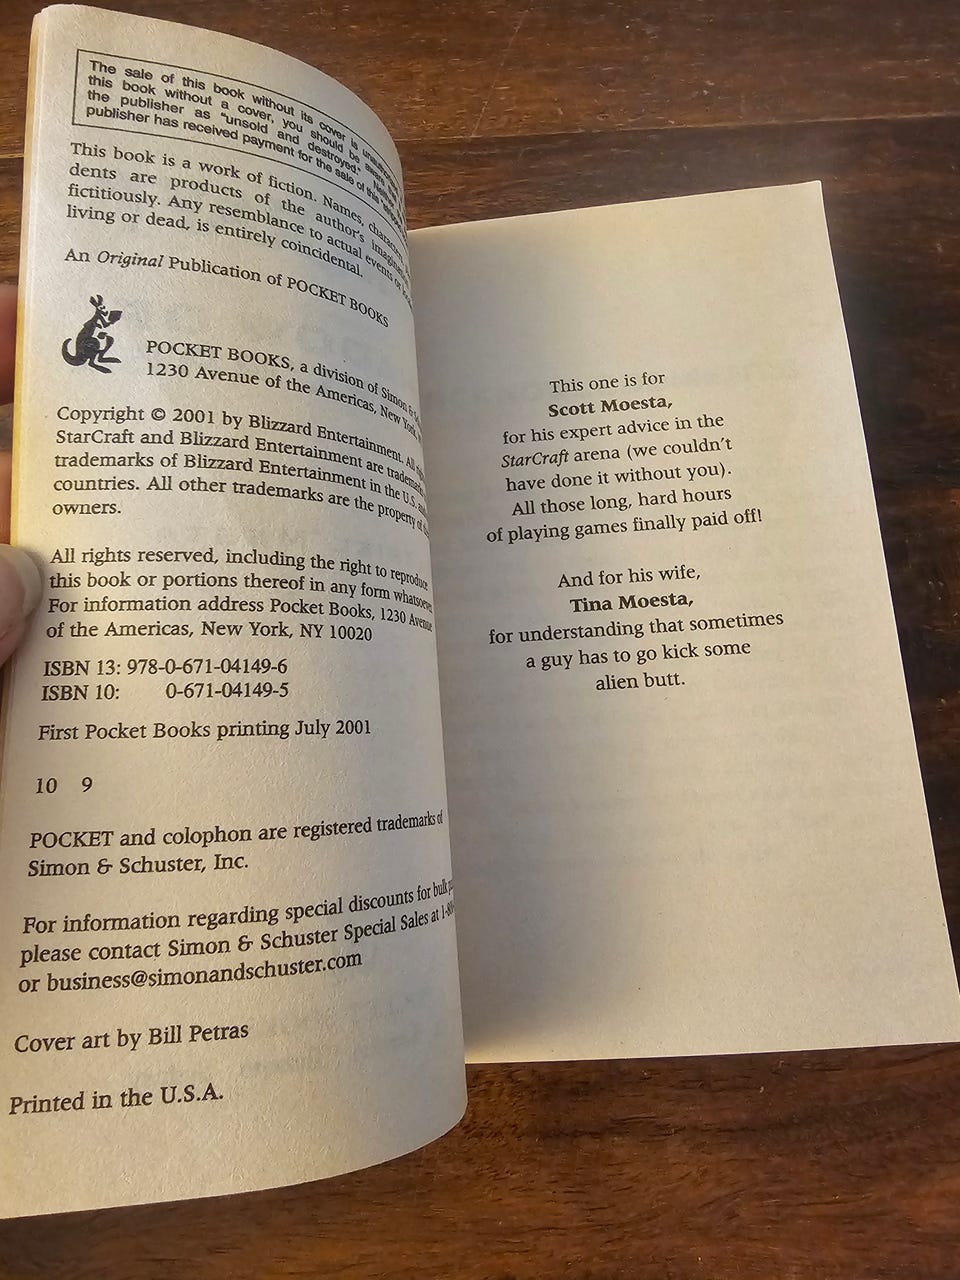 The sale of this book without its cover is unauthorized.
this book without a cover, you should be aware
the publisher as "unsold and destroyed." Neither
publisher has received payment for the sale of this "stripped
This book is a work of fiction. Names, characters,
dents are products of the author's imagination
fictitiously. Any resemblance to actual events or
living or dead, is entirely coincidental.
An Original Publication of POCKET BOOKS
POCKET BOOKS, a division of Simon &
1230 Avenue of the Americas, New York,
Copyright © 2001 by Blizzard Entertainment. All
StarCraft and Blizzard Entertainment are
trademarks of Blizzard Entertainment in the U.S.
countries. All other trademarks are the property of
owners.
All rights reserved, including the right to reproduce
this book or portions thereof in any form whatsoever.
For information address Pocket Books, 1230 Avenue
of the Americas, New York, NY 10020
ISBN 13: 978-0-671-04149-6
ISBN 10: 0-671-04149-5
First Pocket Books printing July 2001
10 9
POCKET and colophon are registered trademarks of
Simon & Schuster, Inc.
For information regarding special discounts for bulk
please contact Simon & Schuster Special Sales at
or business@simonandschuster.com
Cover art by Bill Petras
Printed in the U.S.A.
This one is for
Scott Moesta,
for his expert advice in the
StarCraft arena (we couldn't
have done it without you).
All those long, hard hours
of playing games finally paid off!
And for his wife,
Tina Moesta,
for understanding that sometimes
a guy has to go kick some
alien butt.